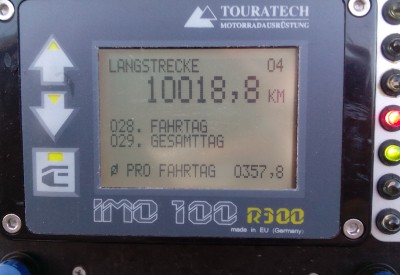 TOURATECH
MOTORRADAUSRÜSTUNG
LANGSTRECKE 04
10018,8 KM
028. FAHRTAG
029. GESAMTTAG
Ø PRO FAHRTAG 0357,8
IMO 100 R300
made in EU (Germany)